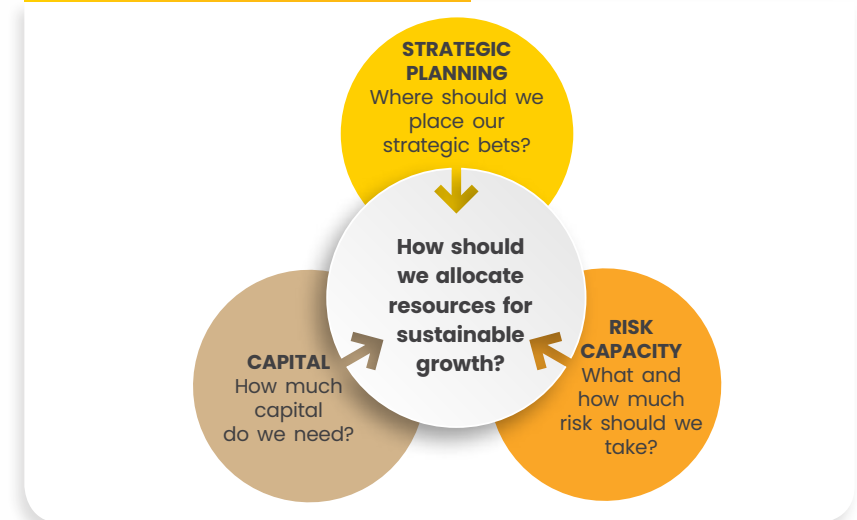 STRATEGIC
PLANNING
Where should we
place our
strategic bets?
How should
we allocate
resources for
sustainable
growth?
CAPITAL
How much
capital
do we need?
RISK
CAPACITY
What and
how much
risk should we
take?